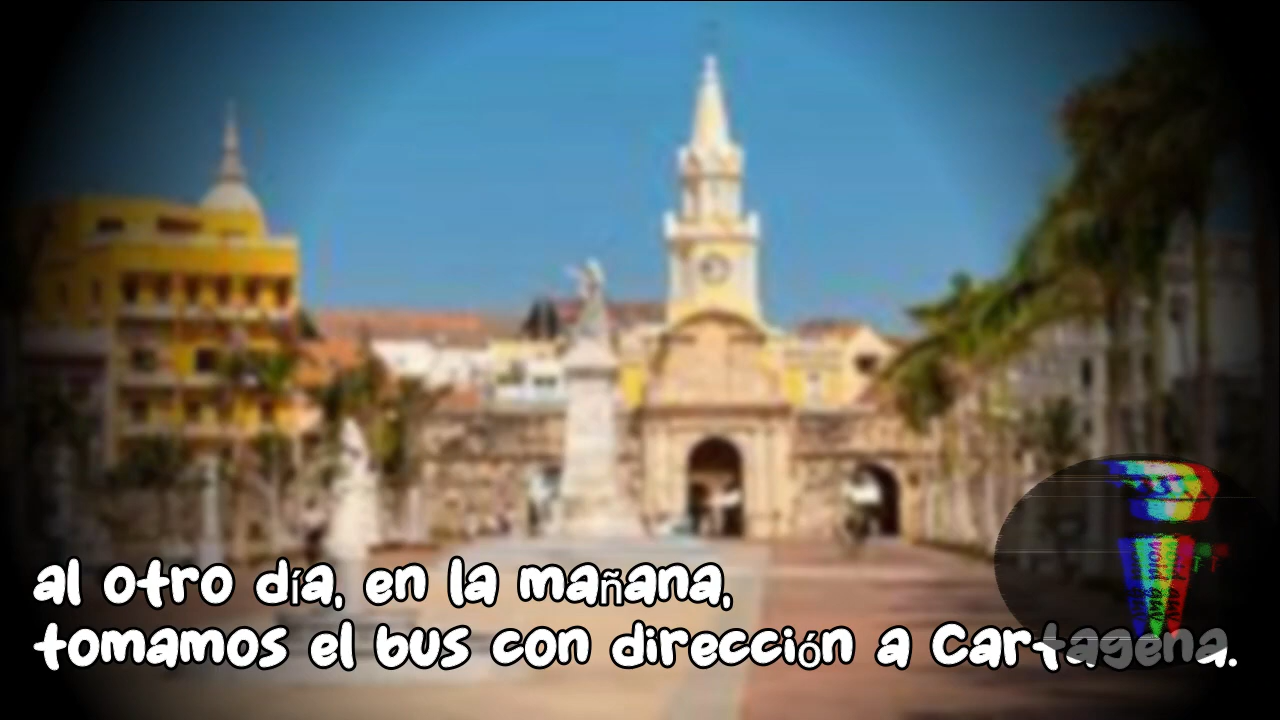 al otro día, en la mañana,
tomamos el bus con dirección a Cartagena.